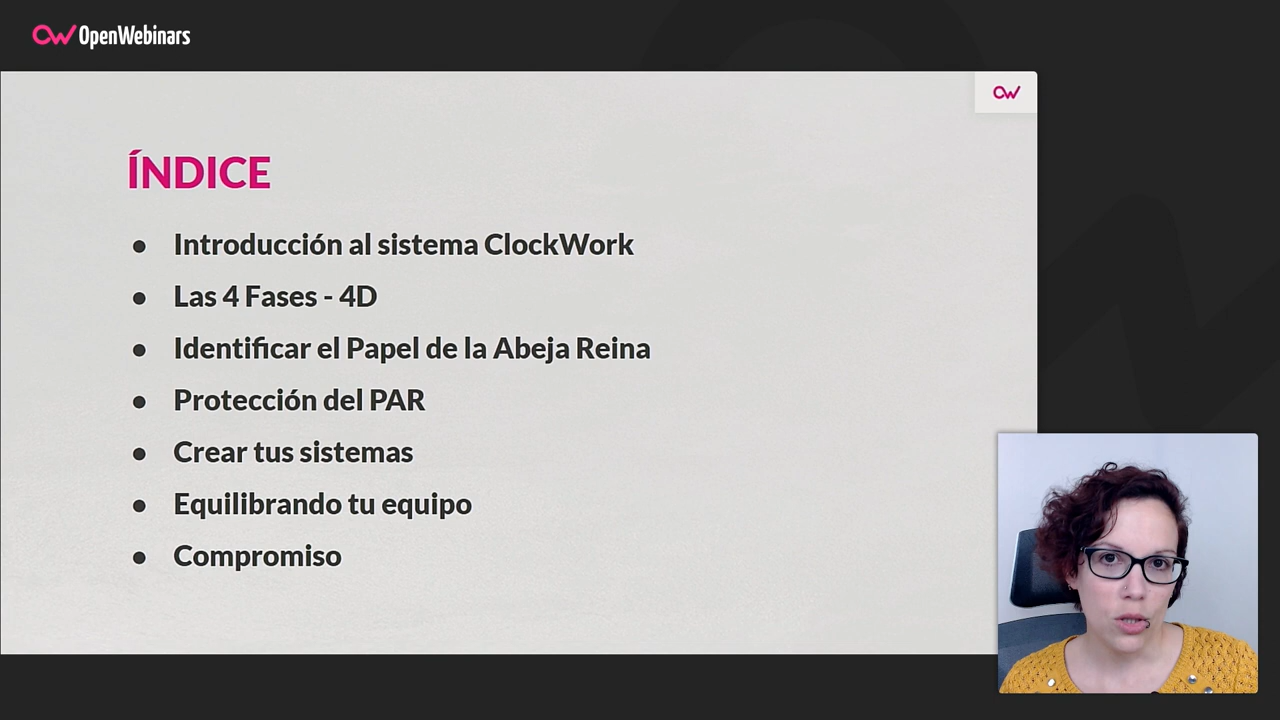 OpenWebinars
ÍNDICE
● Introducción al sistema ClockWork
● Las 4 Fases - 4D
● Identificar el Papel de la Abeja Reina
● Protección del PAR
● Crear tus sistemas
● Equilibrando tu equipo
● Compromiso